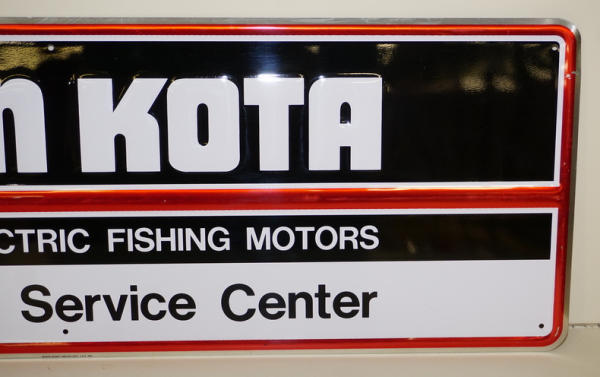 n KOTA
CTRIC FISHING MOTORS
Service Center